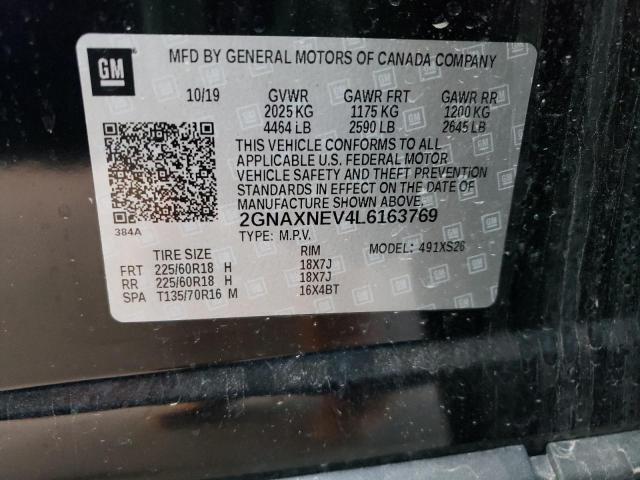 GM
MFD BY GENERAL MOTORS OF CANADA COMPANY
10/19 GVWR GAWR FRT GAWR RR
2025 KG 1175 KG 1200 KG
4464 LB 2590 LB 2645 LB
THIS VEHICLE CONFORMS TO ALL
APPLICABLE U.S. FEDERAL MOTOR
VEHICLE SAFETY AND THEFT PREVENTION
STANDARDS IN EFFECT ON THE DATE OF
MANUFACTURE SHOWN ABOVE.
2GNAXNEV4L6163769
384A
TYPE: M.P.V. MODEL: 491XS26
TIRE SIZE RIM
FRT 225/60R18 H 18X7J
RR 225/60R18 H 18X7J
SPA T135/70R16 M 16X4BT